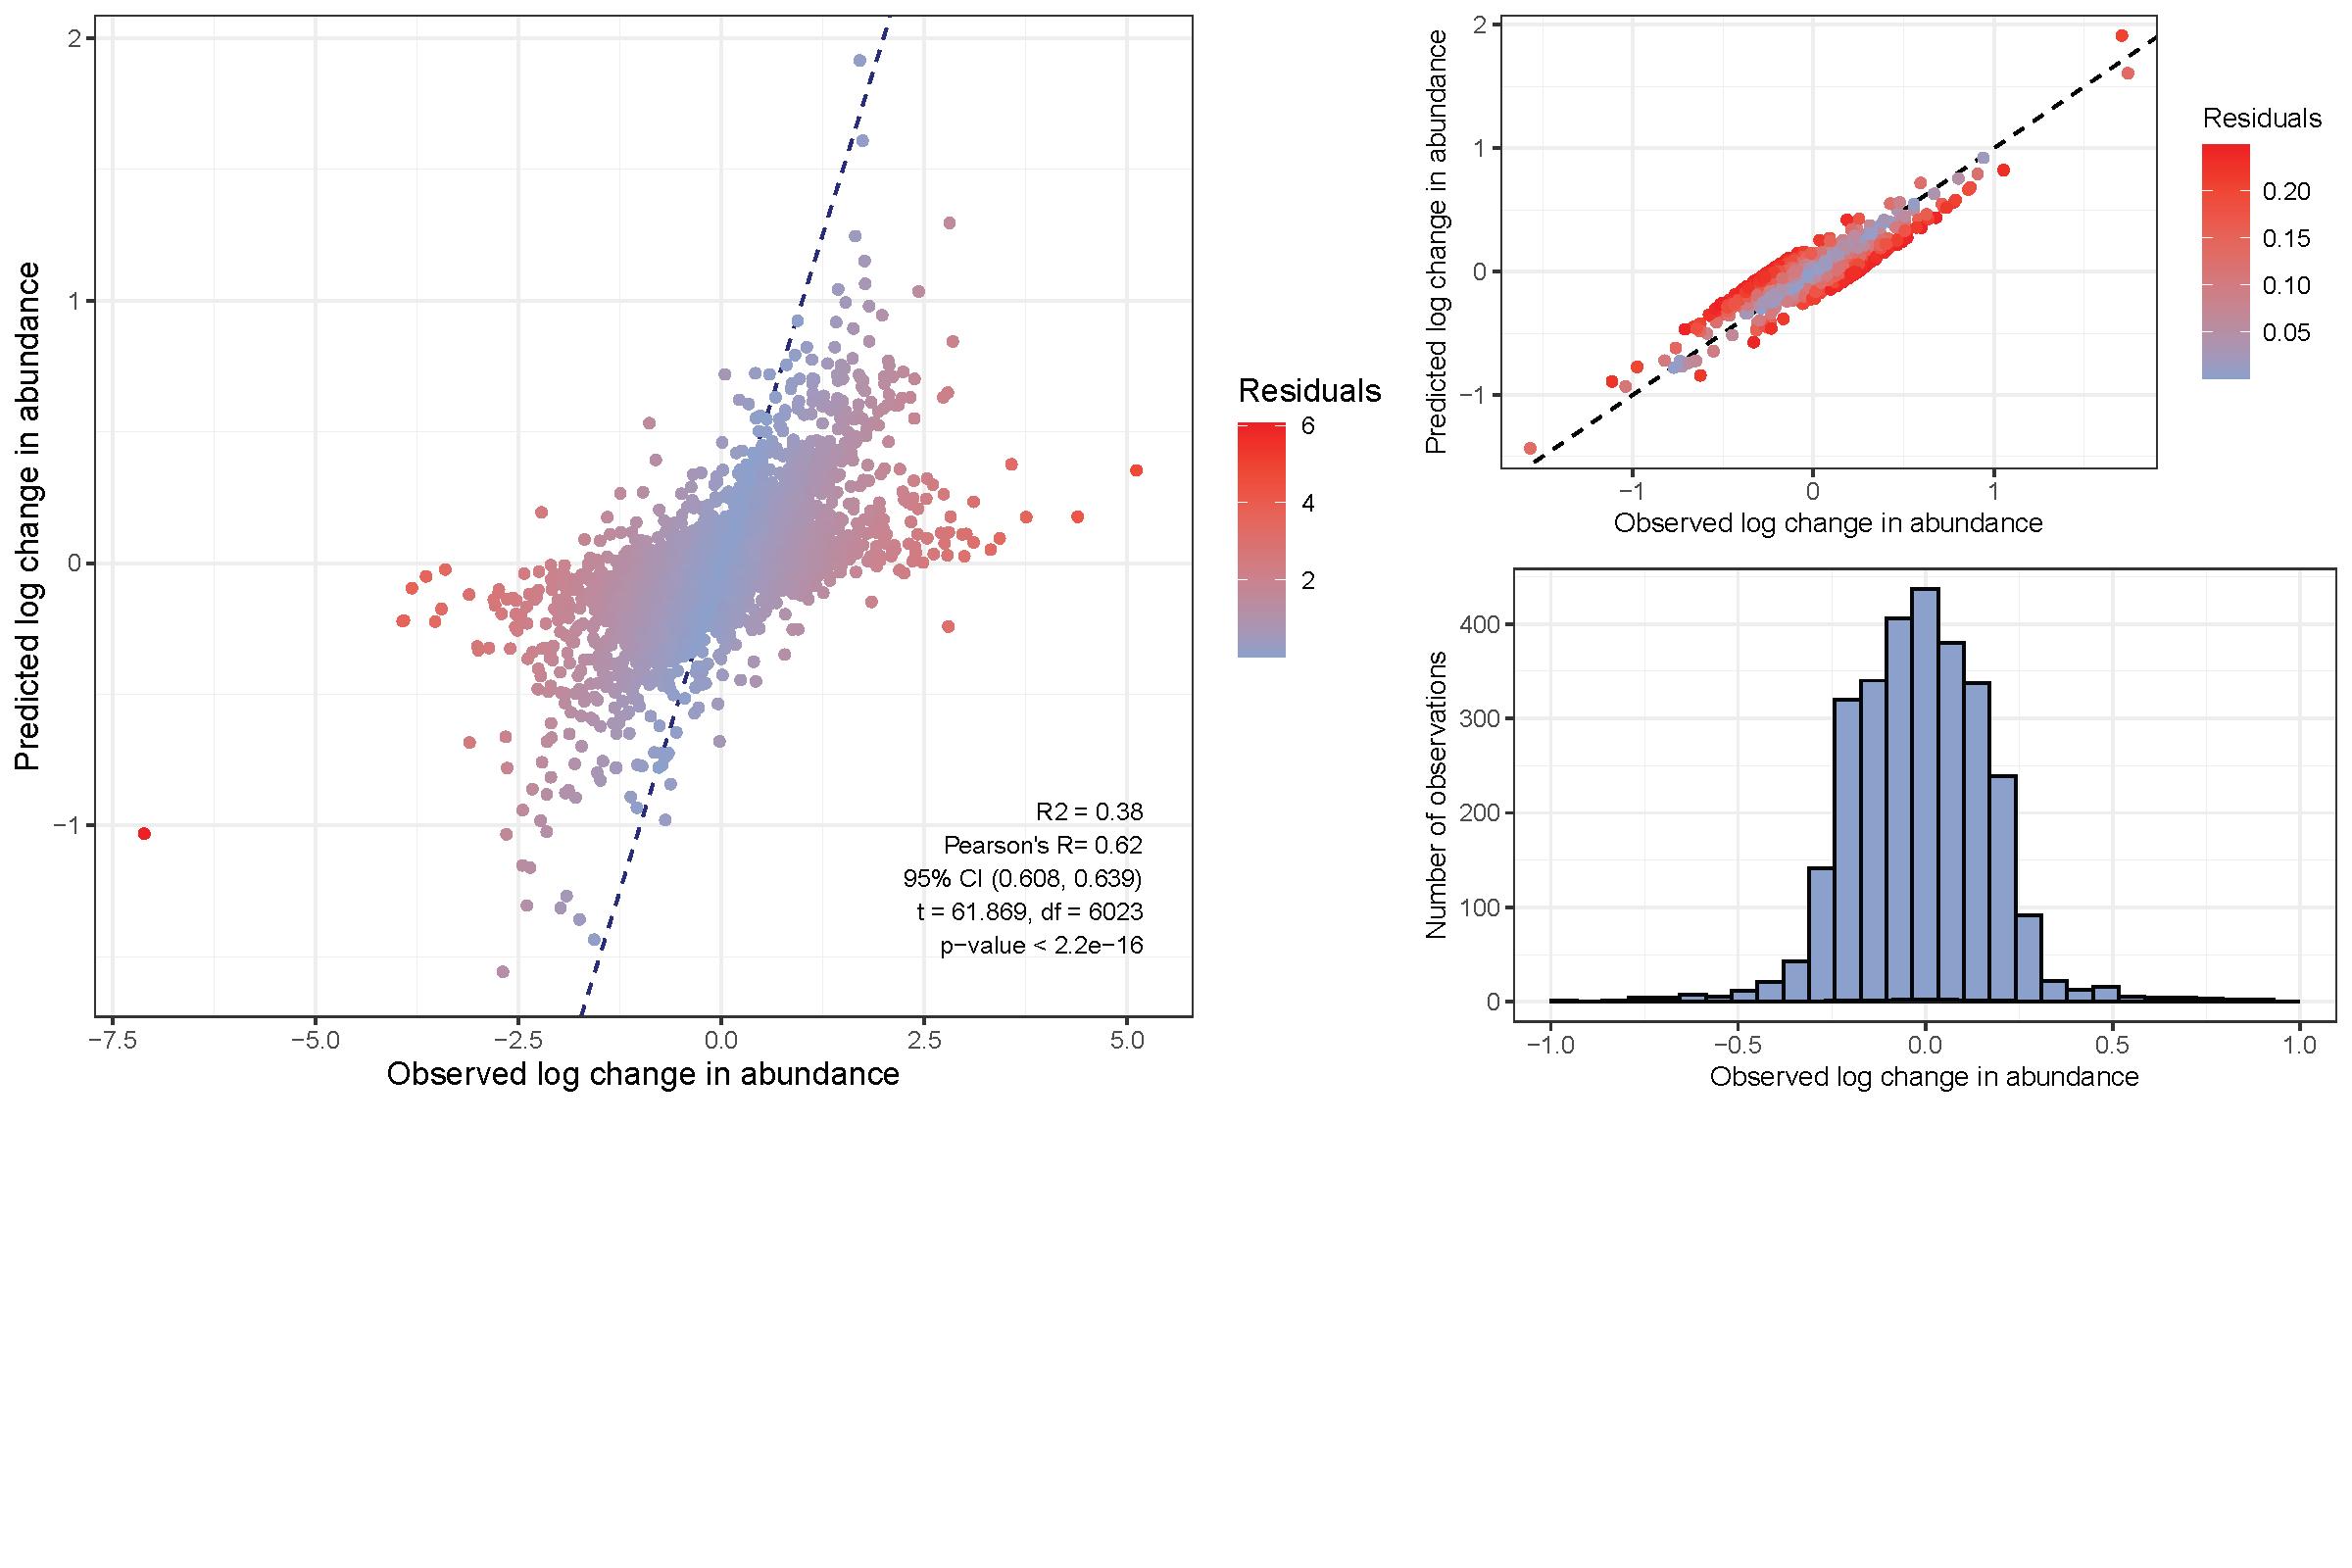 Predicted log change in abundance
2
1
0
−1
−7.5
−5.0
−2.5
0.0
2.5
5.0
Observed log change in abundance
R2 = 0.38
Pearson's R= 0.62
95% CI (0.608, 0.639)
t = 61.869, df = 6023
p−value < 2.2e−16
Residuals
6
4
2
Predicted log change in abundance
2
1
0
−1
−1
0
1
Observed log change in abundance
Residuals
0.20
0.15
0.10
0.05
Number of observations
400
300
200
100
0
−1.0
−0.5
0.0
0.5
1.0
Observed log change in abundance